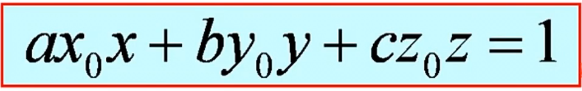 ax₀x + by₀y + cz₀z = 1